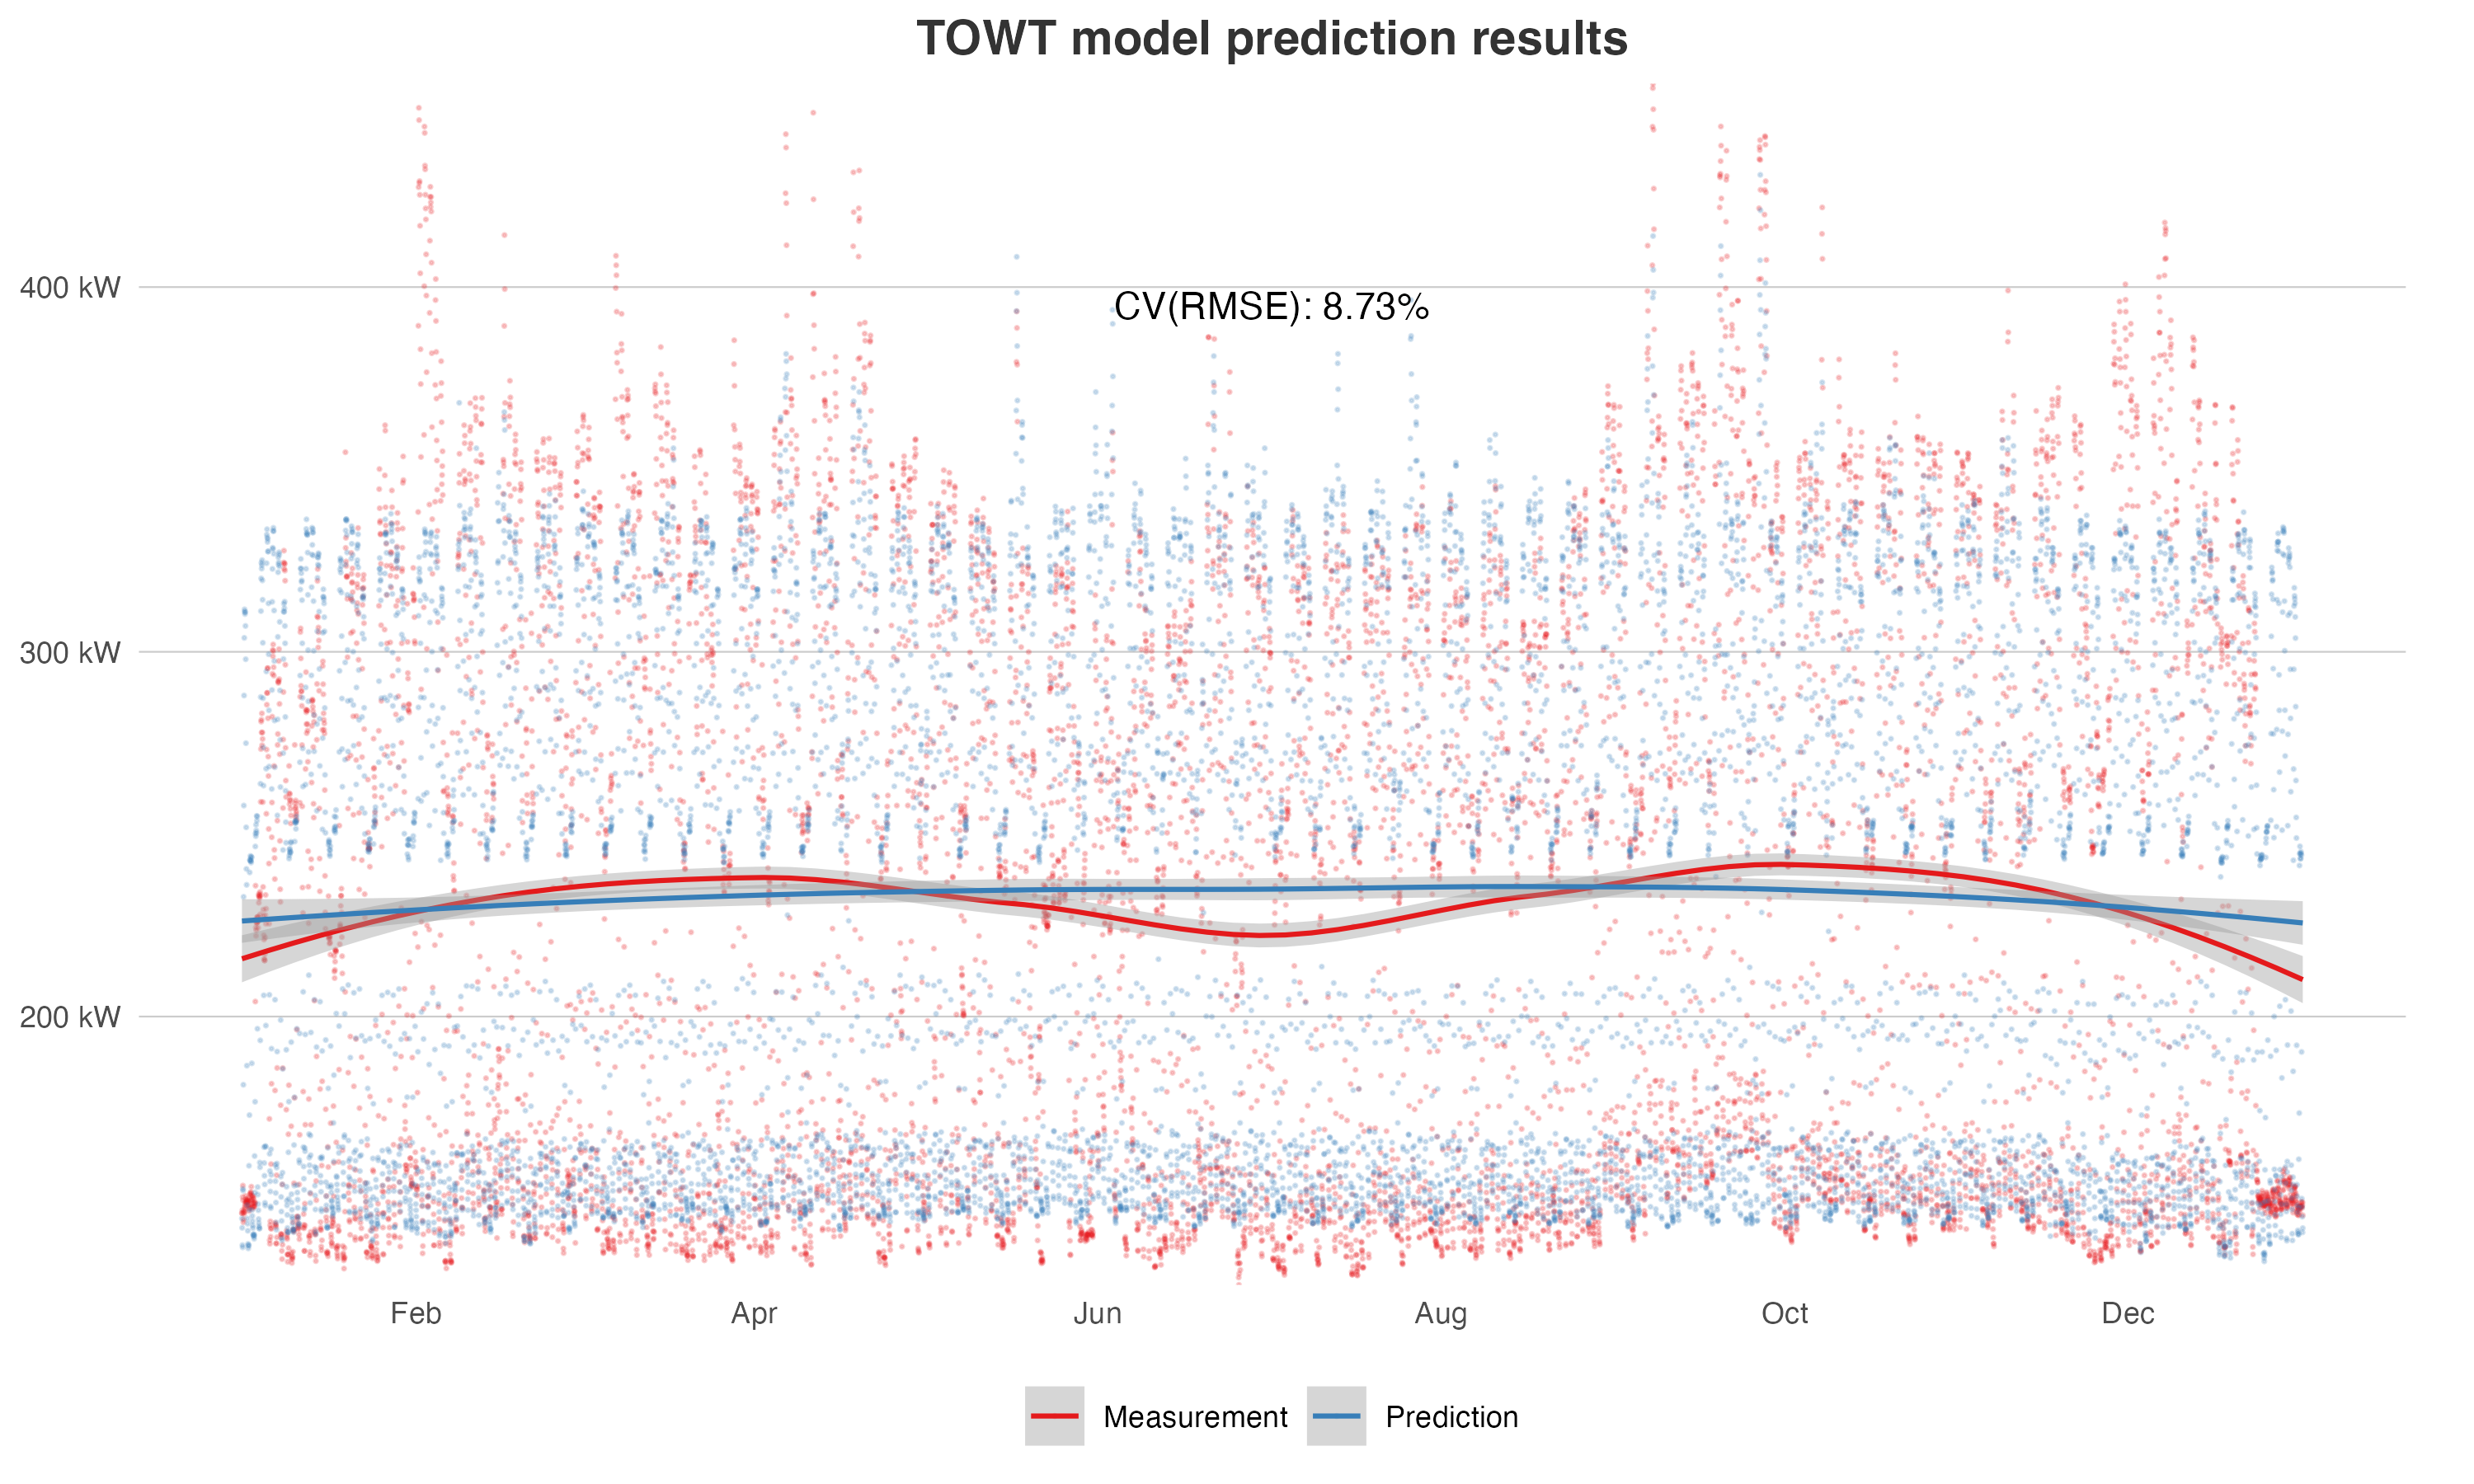 TOWT model prediction results
400 kW
CV(RMSE): 8.73%
300 kW
200 kW
Feb Apr Jun Aug Oct Dec
Measurement Prediction